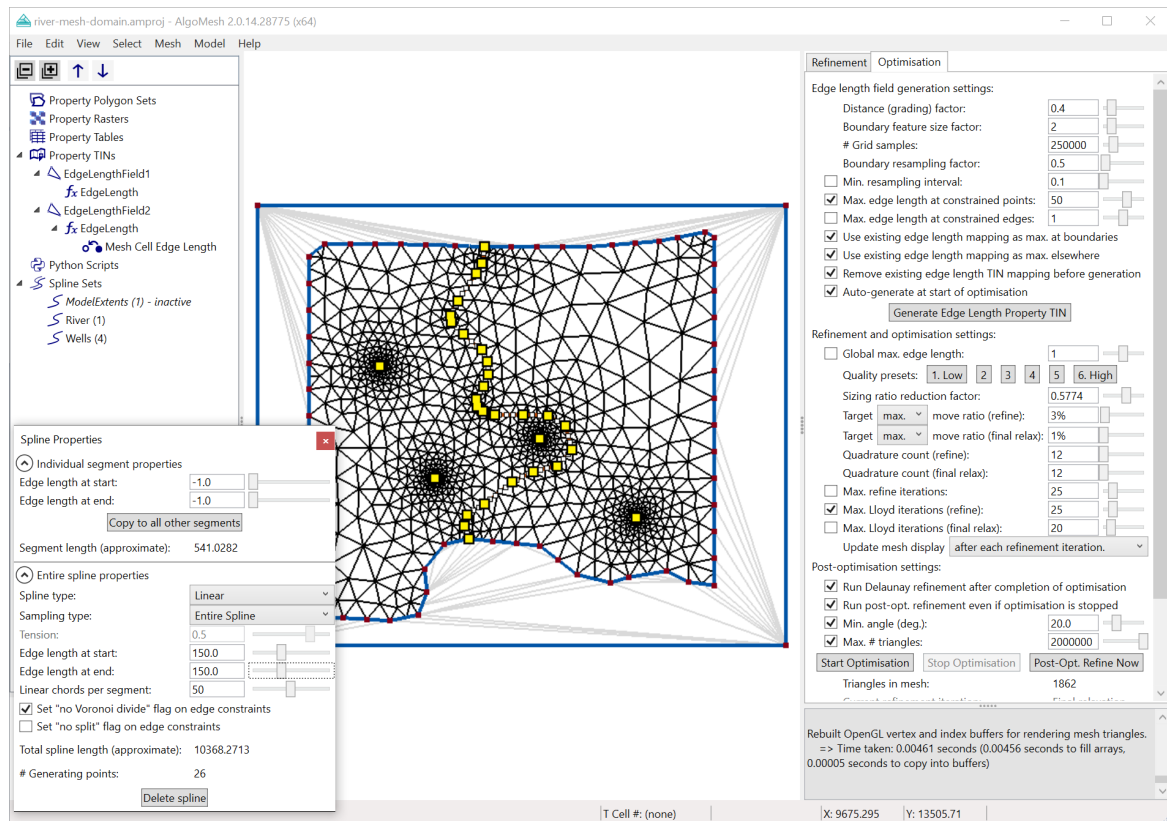 river-mesh-domain.amproj - AlgoMesh 2.0.14.28775 (x64)
File Edit View Select Mesh Model Help
Property Polygon Sets
Property Rasters
Property Tables
Property TINs
EdgeLengthField1
fx EdgeLength
EdgeLengthField2
fx EdgeLength
Mesh Cell Edge Length
Python Scripts
Spline Sets
ModelExtents (1) - inactive
River (1)
Wells (4)
Spline Properties
Individual segment properties
Edge length at start: -1.0
Edge length at end: -1.0
Copy to all other segments
Segment length (approximate): 541.0282
Entire spline properties
Spline type: Linear
Sampling type: Entire Spline
Tension: 0.5
Edge length at start: 150.0
Edge length at end: 150.0
Linear chords per segment: 50
Set "no Voronoi divide" flag on edge constraints
Set "no split" flag on edge constraints
Total spline length (approximate): 10368.2713
# Generating points: 26
Delete spline
Refinement Optimisation
Edge length field generation settings:
Distance (grading) factor: 0.4
Boundary feature size factor: 2
# Grid samples: 250000
Boundary resampling factor: 0.5
Min. resampling interval: 0.1
Max. edge length at constrained points: 50
Max. edge length at constrained edges: 1
Use existing edge length mapping as max. at boundaries
Use existing edge length mapping as max. elsewhere
Remove existing edge length TIN mapping before generation
Auto-generate at start of optimisation
Generate Edge Length Property TIN
Refinement and optimisation settings:
Global max. edge length: 1
Quality presets: 1. Low 2 3 4 5 6. High
Sizing ratio reduction factor: 0.5774
Target max. move ratio (refine): 3%
Target max. move ratio (final relax): 1%
Quadrature count (refine): 12
Quadrature count (final relax): 12
Max. refine iterations: 25
Max. Lloyd iterations (refine): 25
Max. Lloyd iterations (final relax): 20
Update mesh display after each refinement iteration.
Post-optimisation settings:
Run Delaunay refinement after completion of optimisation
Run post-opt. refinement even if optimisation is stopped
Min. angle (deg.): 20.0
Max. # triangles: 2000000
Start Optimisation Stop Optimisation Post-Opt. Refine Now
Triangles in mesh: 1862
Rebuilt OpenGL vertex and index buffers for rendering mesh triangles.
=> Time taken: 0.00461 seconds (0.00456 seconds to fill arrays,
0.00005 seconds to copy into buffers)
T Cell #: (none) X: 9675.295 Y: 13505.71